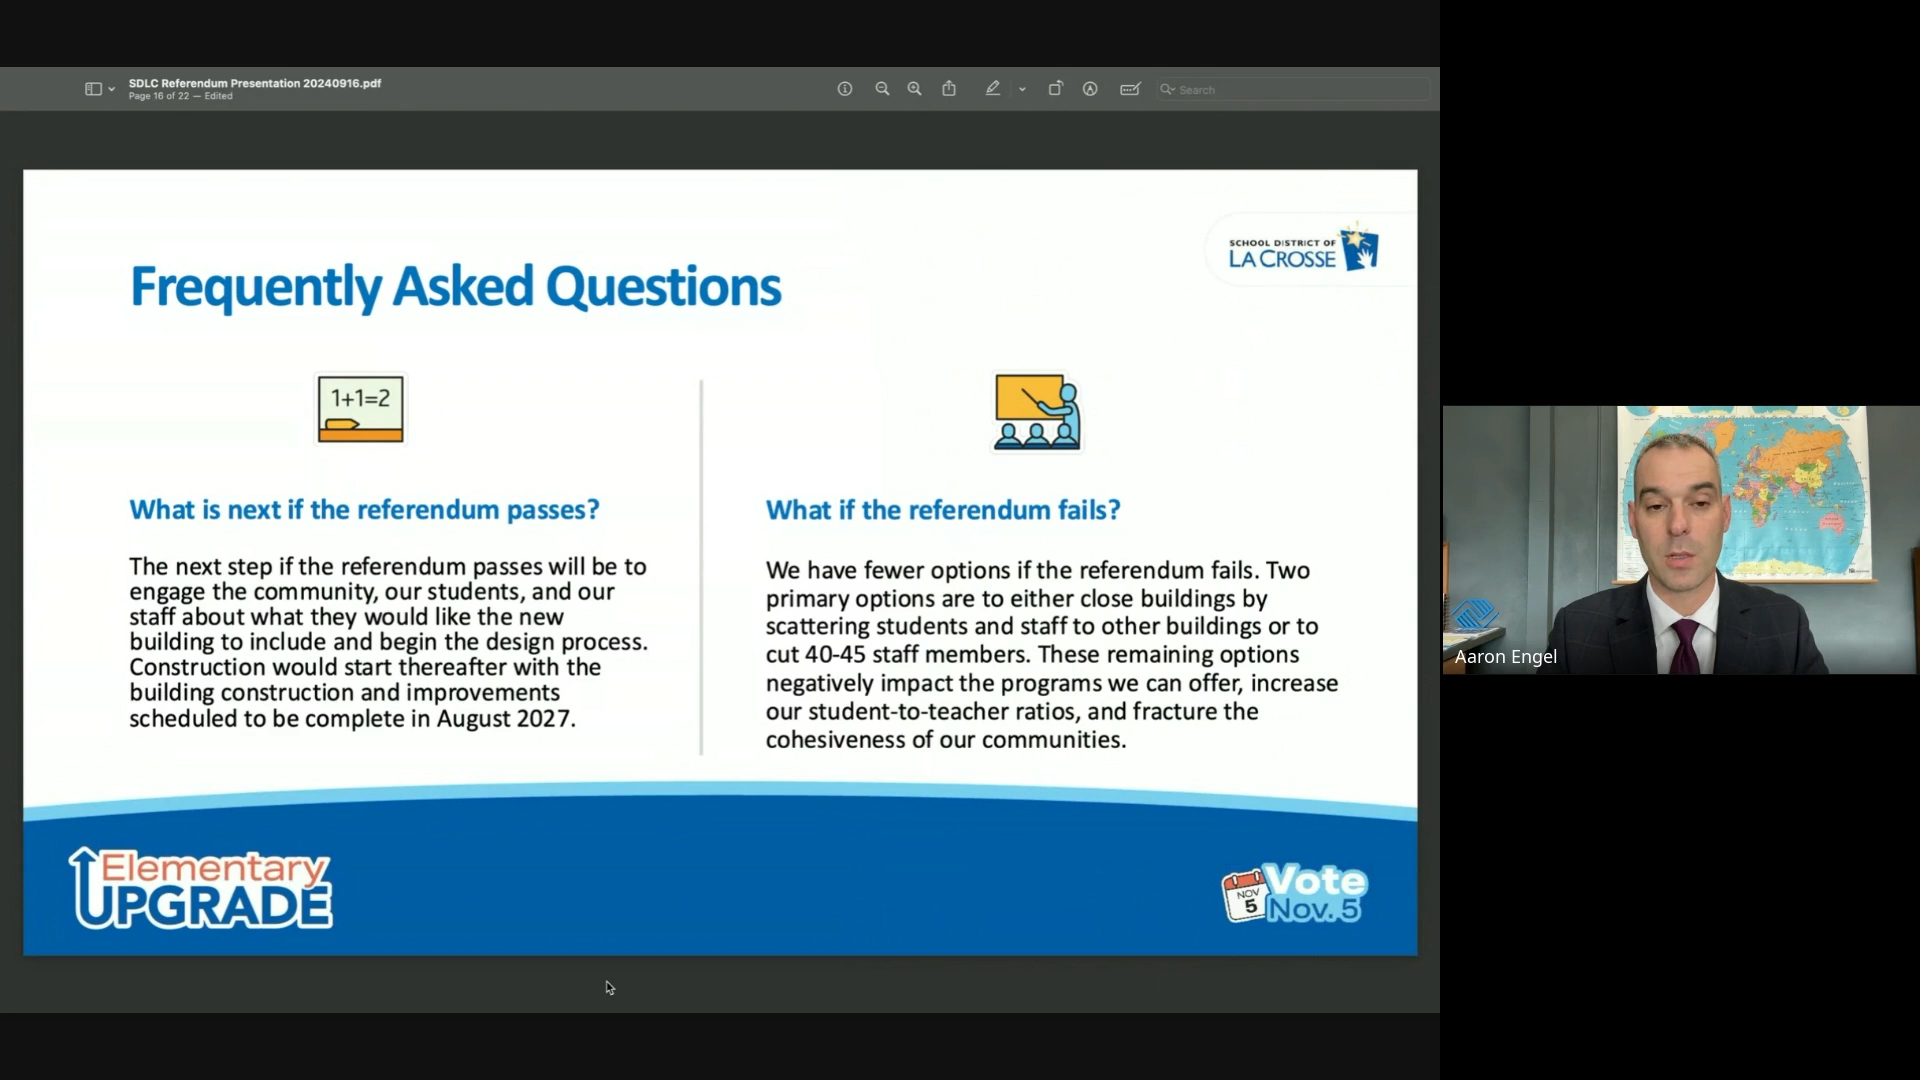 SDLC Referendum Presentation 20240916.pdf
Page 16 of 22 — Edited
Search
SCHOOL DISTRICT OF
LA CROSSE
Frequently Asked Questions
1+1=2
What is next if the referendum passes?
The next step if the referendum passes will be to
engage the community, our students, and our
staff about what they would like the new
building to include and begin the design process.
Construction would start thereafter with the
building construction and improvements
scheduled to be complete in August 2027.
What if the referendum fails?
We have fewer options if the referendum fails. Two
primary options are to either close buildings by
scattering students and staff to other buildings or to
cut 40-45 staff members. These remaining options
negatively impact the programs we can offer, increase
our student-to-teacher ratios, and fracture the
cohesiveness of our communities.
Elementary
UPGRADE
NOV
5
Vote
Nov. 5
Aaron Engel